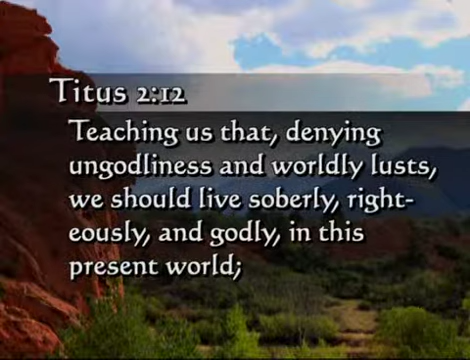 Titus 2:12
Teaching us that, denying
ungodliness and worldly lusts,
we should live soberly, right-
eously, and godly, in this
present world;